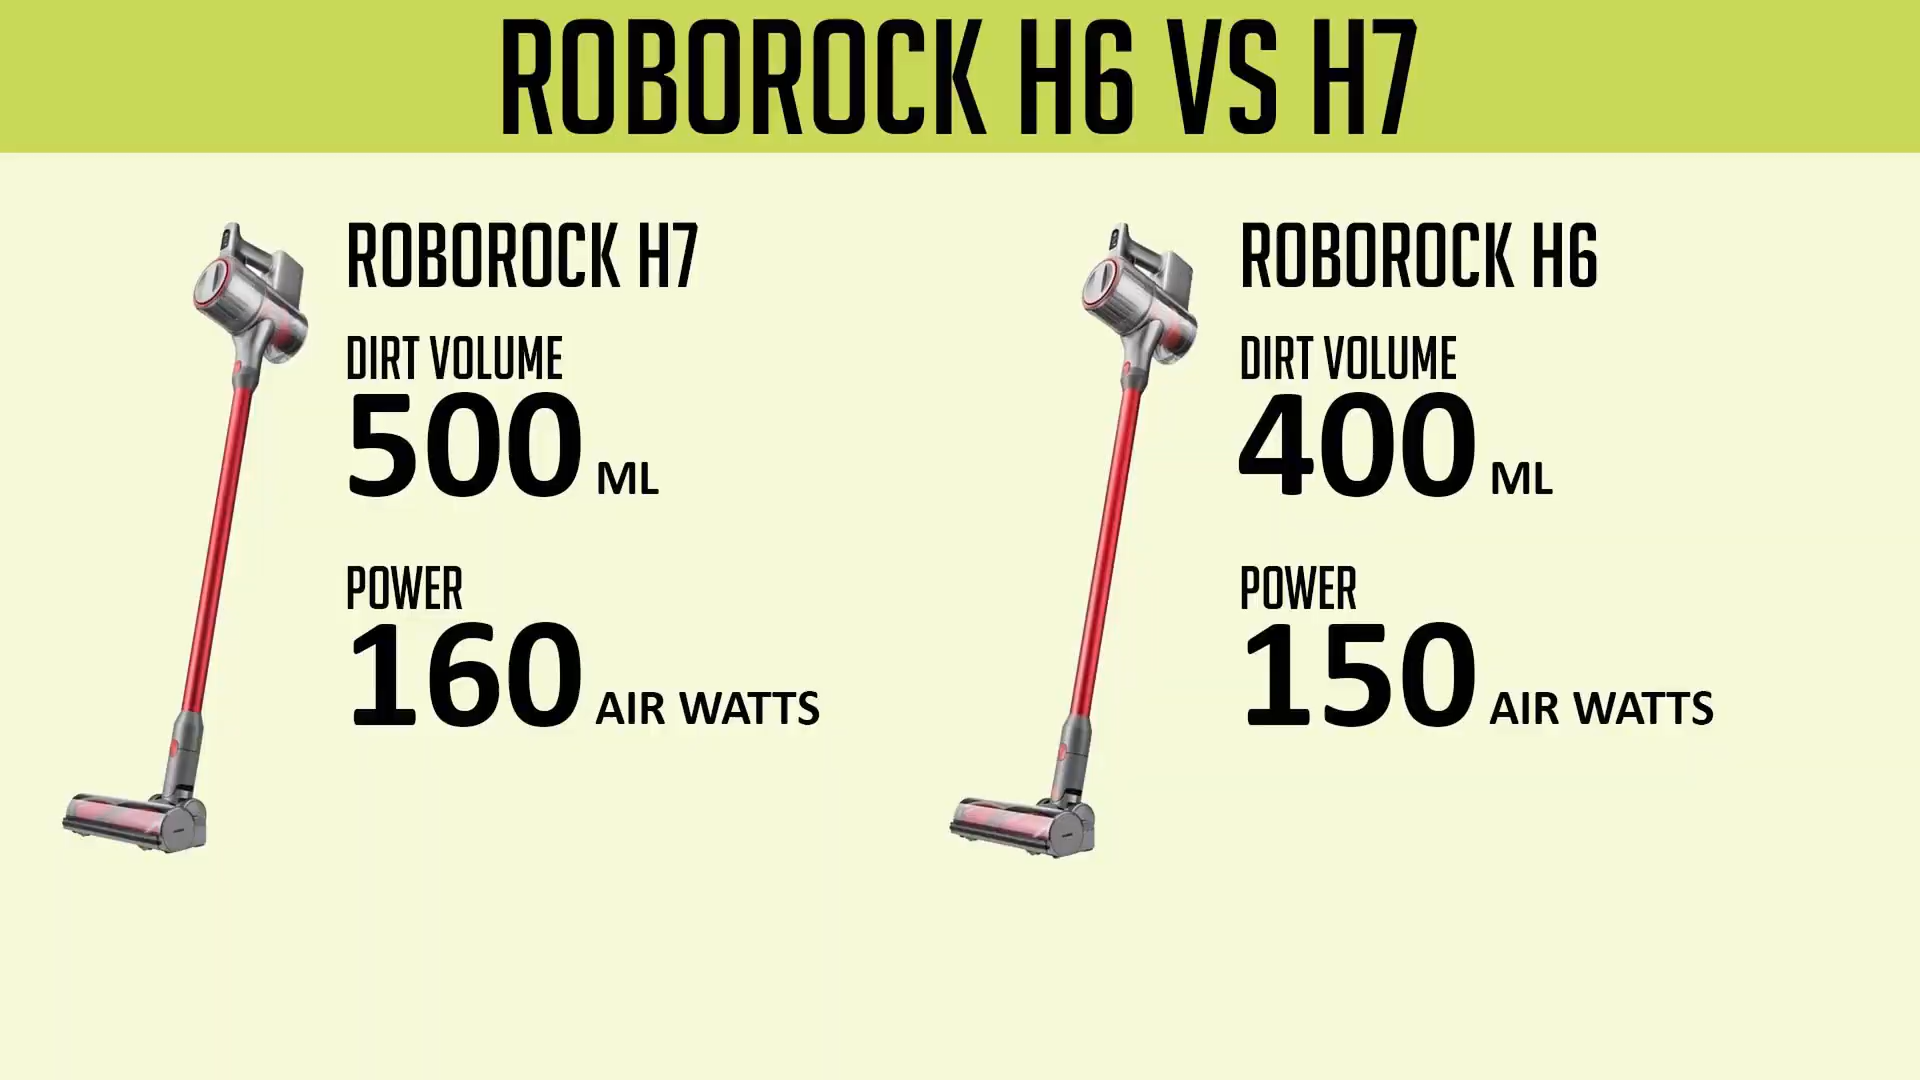 ROBOROCK H6 VS H7
ROBOROCK H7
DIRT VOLUME
500 ML
POWER
160 AIR WATTS
ROBOROCK H6
DIRT VOLUME
400 ML
POWER
150 AIR WATTS